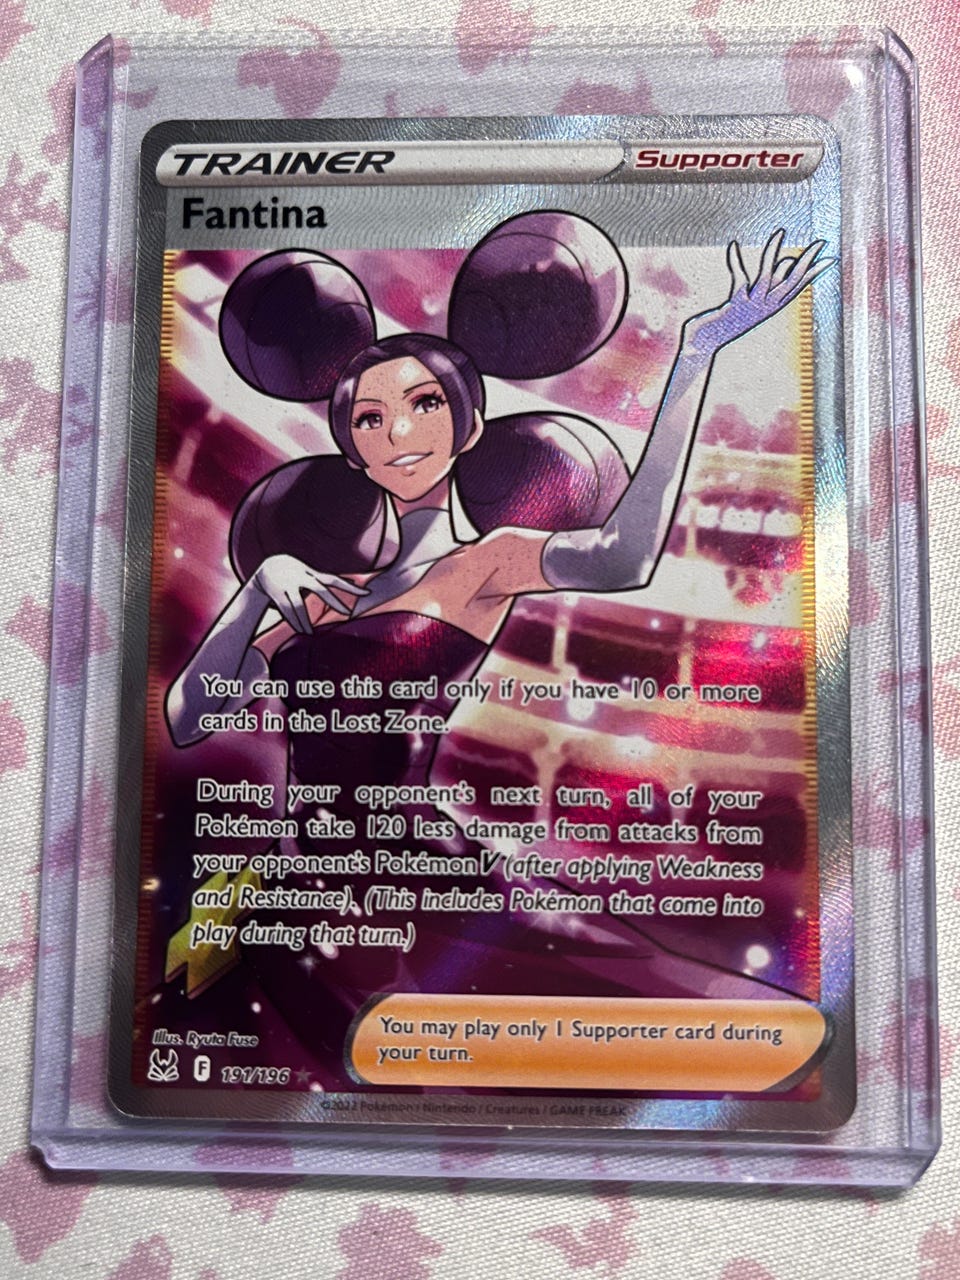 TRAINER
Supporter
Fantina
You can use this card only if you have 10 or more
cards in the Lost Zone.
During your opponent's next turn, all of your
Pokémon take 120 less damage from attacks from
your opponent's Pokémon V (after applying Weakness
and Resistance). (This includes Pokémon that come into
play during that turn.)
You may play only 1 Supporter card during
your turn.
Illus. Ryuta Fuse
F 191/196 ★
©2022 Pokémon / Nintendo / Creatures / GAME FREAK